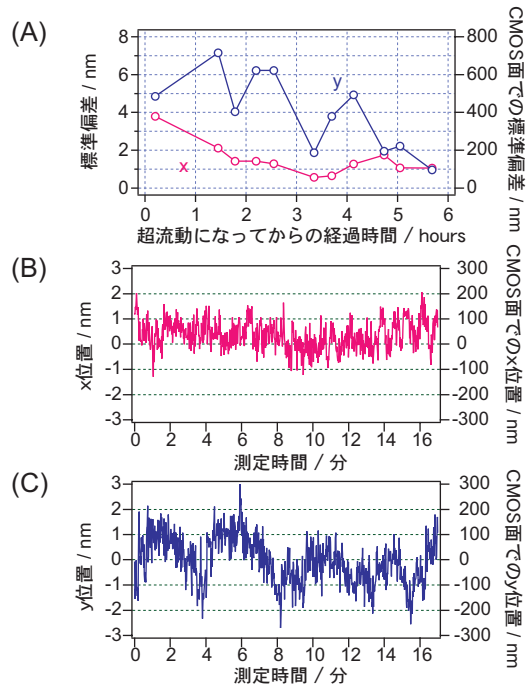 (A)
8
6
4
2
0
標準偏差 / nm
y
x
800
600
400
200
0
CMOS面での標準偏差 / nm
0 1 2 3 4 5 6
超流動になってからの経過時間 / hours
(B)
3
2
1
0
-1
-2
-3
x位置 / nm
300
200
100
0
-100
-200
-300
CMOS面でのx位置 / nm
0 2 4 6 8 10 12 14 16
測定時間 / 分
(C)
3
2
1
0
-1
-2
-3
y位置 / nm
300
200
100
0
-100
-200
-300
CMOS面でのy位置 / nm
0 2 4 6 8 10 12 14 16
測定時間 / 分